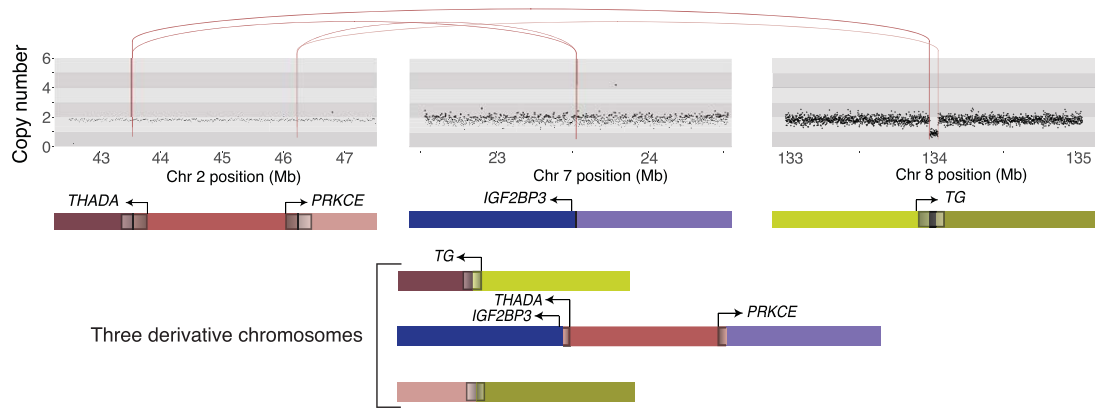 Copy number
6
4
2
0
43
44
45
46
47
Chr 2 position (Mb)
23
24
Chr 7 position (Mb)
133
134
135
Chr 8 position (Mb)
THADA
PRKCE
IGF2BP3
TG
Three derivative chromosomes
TG
THADA
IGF2BP3
PRKCE